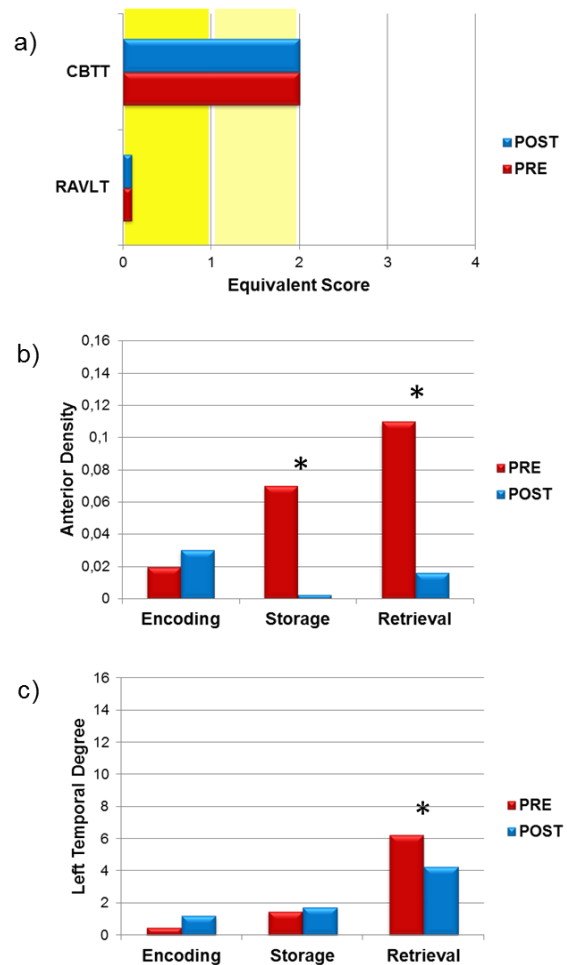 a)
CBTT
RAVLT
POST
PRE
0 1 2 3 4
Equivalent Score
b)
Anterior Density
0,16
0,14
0,12
0,1
0,08
0,06
0,04
0,02
0
*
*
PRE
POST
Encoding Storage Retrieval
c)
Left Temporal Degree
16
14
12
10
8
6
4
2
0
*
PRE
POST
Encoding Storage Retrieval